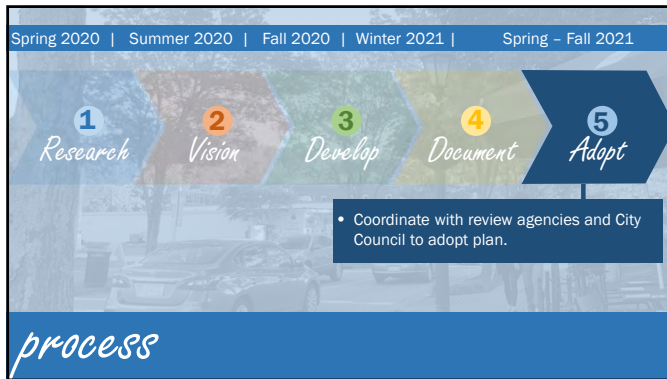 Spring 2020 | Summer 2020 | Fall 2020 | Winter 2021 | Spring – Fall 2021
1 2 3 4 5
Research Vision Develop Document Adopt
• Coordinate with review agencies and City
Council to adopt plan.
process